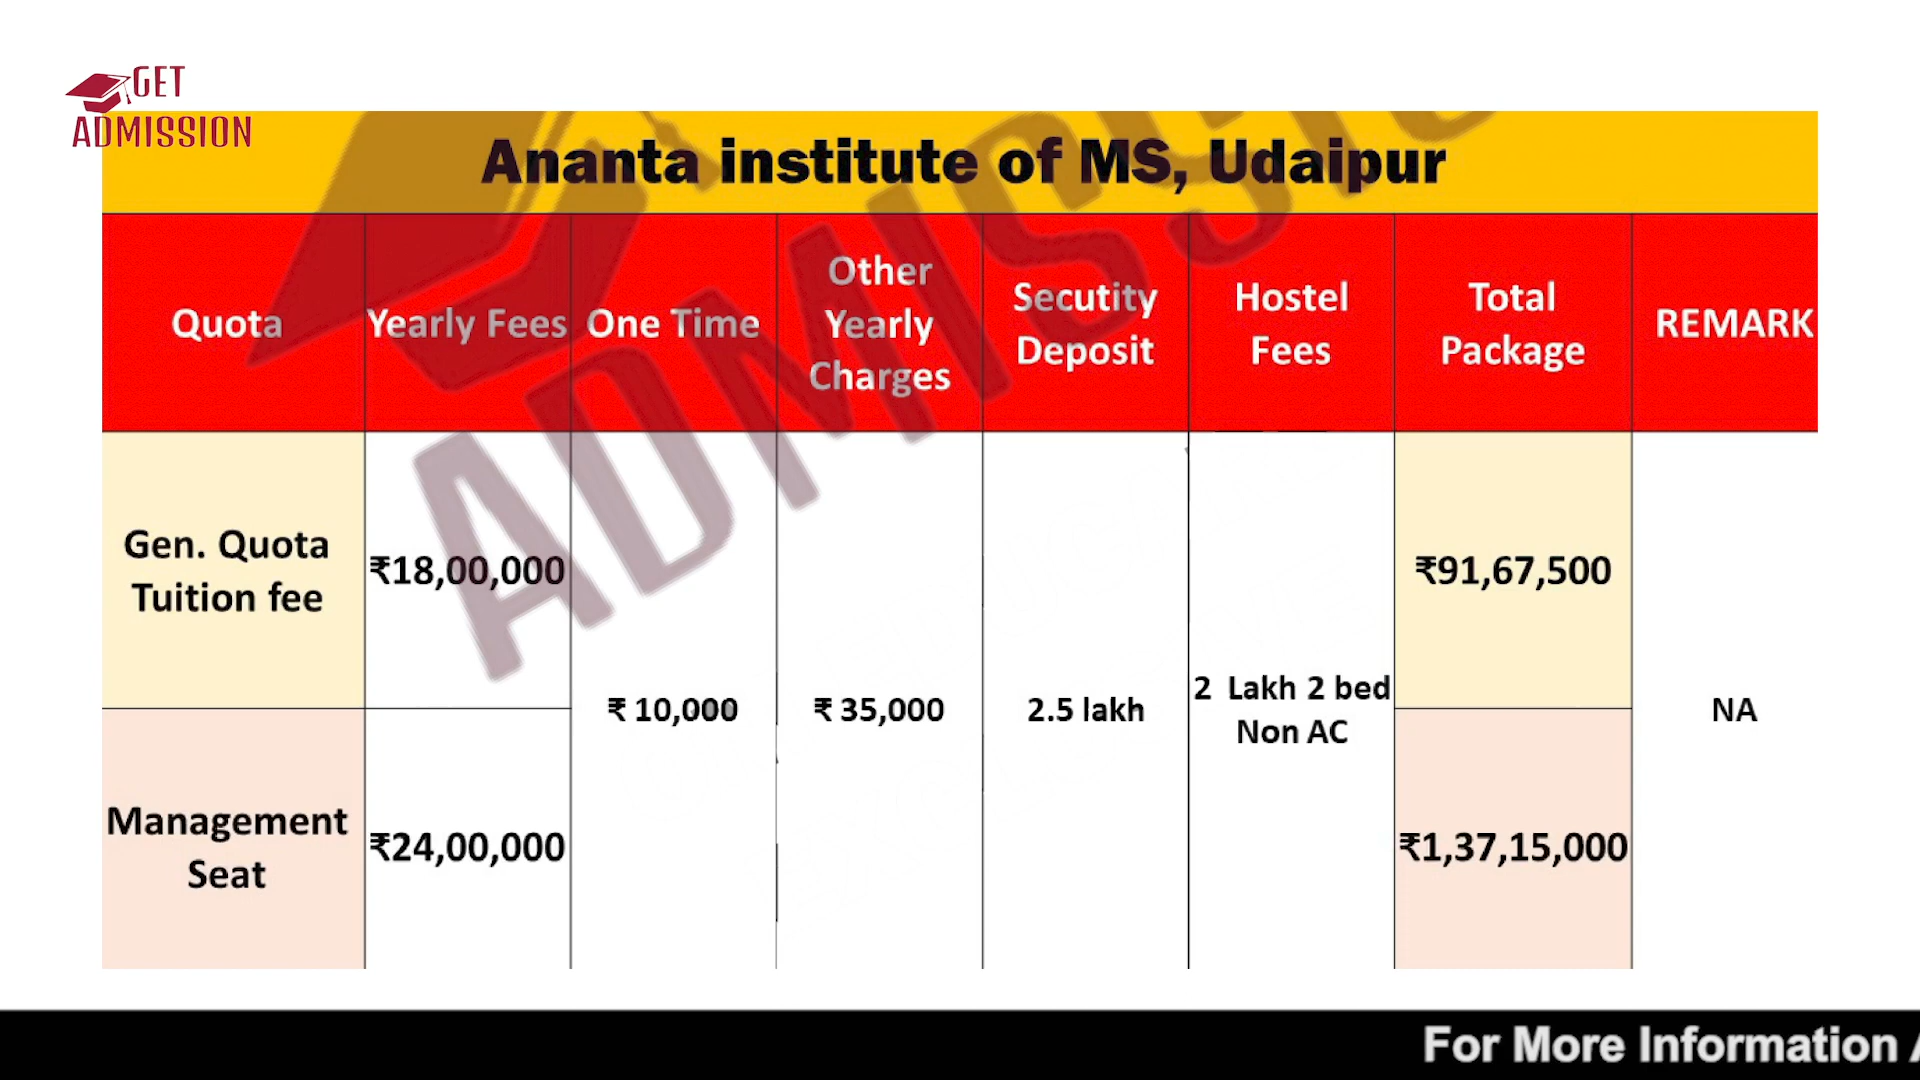 GET
ADMISSION
Ananta institute of MS, Udaipur
Quota
Yearly Fees
One Time
Other
Yearly
Charges
Secutity
Deposit
Hostel
Fees
Total
Package
REMARK
Gen. Quota
Tuition fee
₹18,00,000
₹91,67,500
₹ 10,000
₹ 35,000
2.5 lakh
2 Lakh 2 bed
Non AC
NA
Management
Seat
₹24,00,000
₹1,37,15,000
ADMISSIO
For More Information A